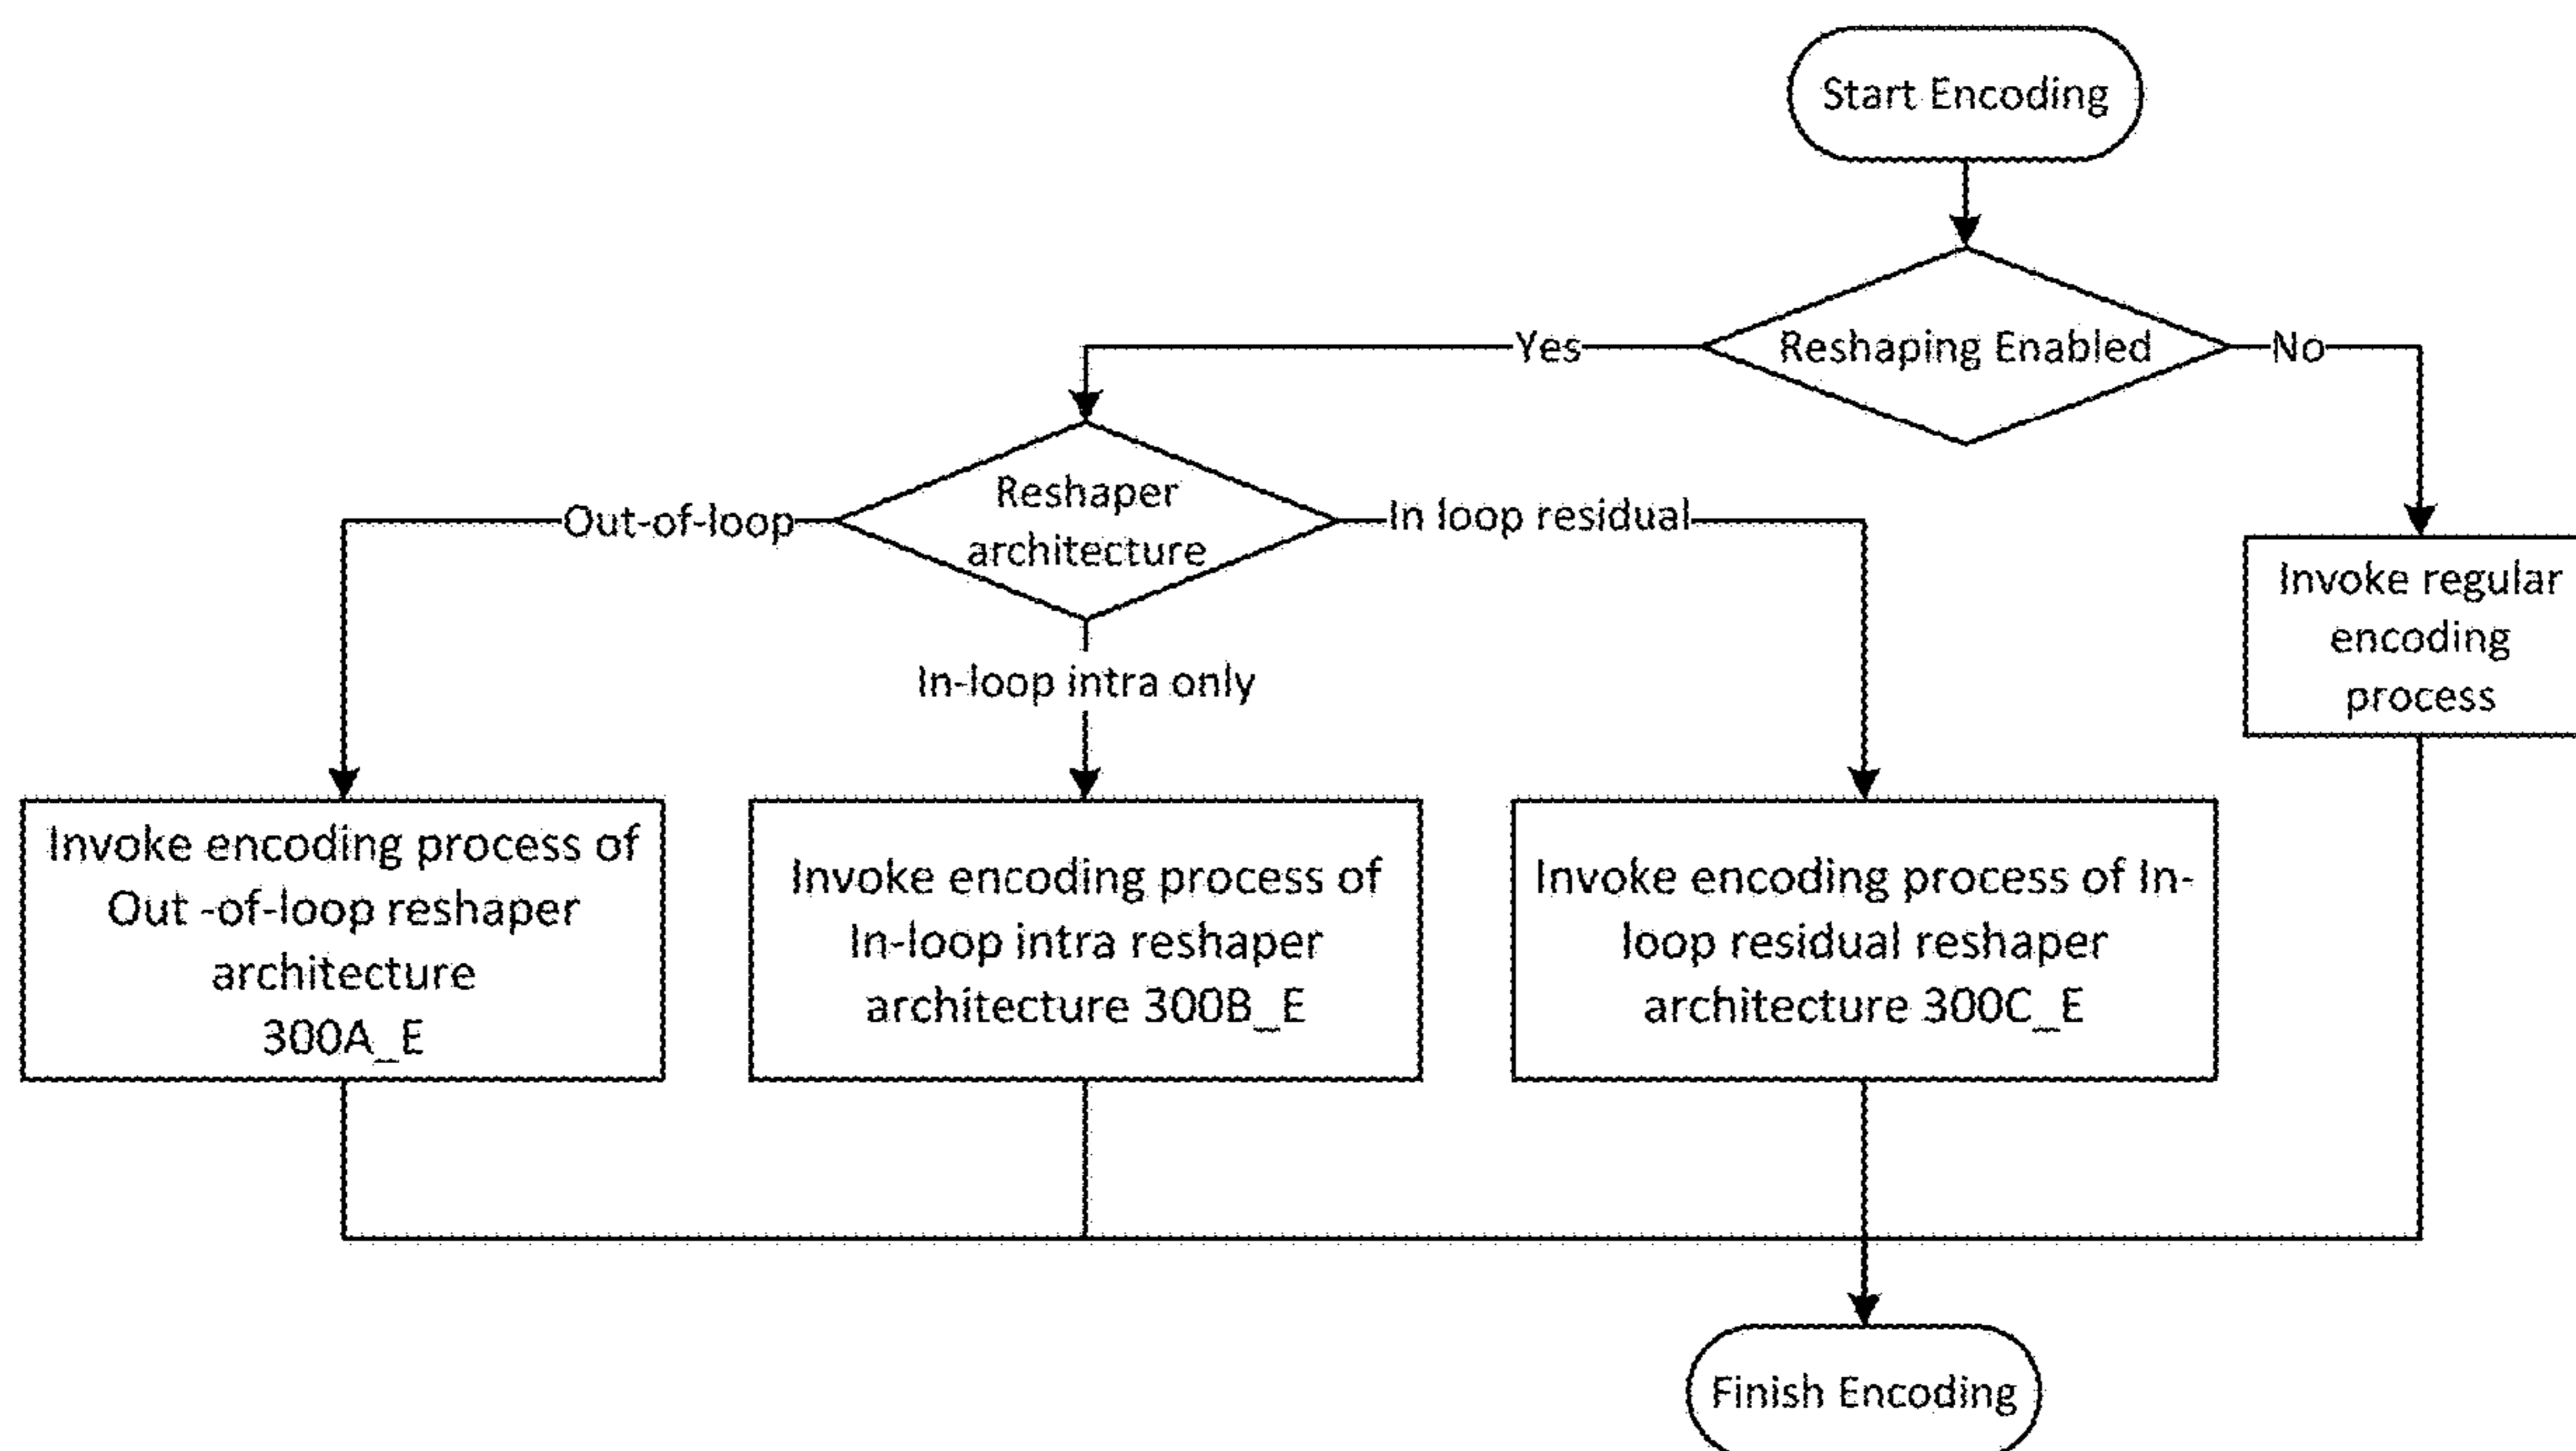 Start Encoding
Reshaping Enabled
Yes
No
Reshaper
architecture
Out-of-loop
In loop residual
In-loop intra only
Invoke regular
encoding
process
Invoke encoding process of
Out -of-loop reshaper
architecture
300A_E
Invoke encoding process of
In-loop intra reshaper
architecture 300B_E
Invoke encoding process of In-
loop residual reshaper
architecture 300C_E
Finish Encoding